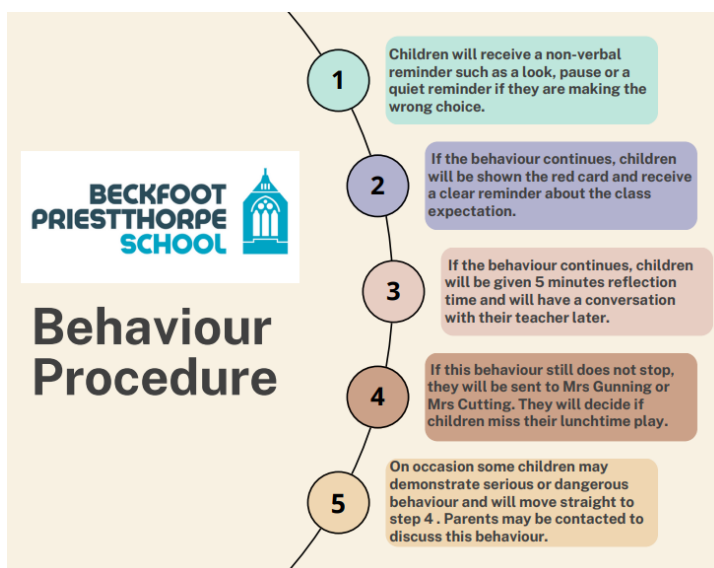 BECKFOOT
PRIESTTHORPE
SCHOOL
Behaviour
Procedure
1
Children will receive a non-verbal
reminder such as a look, pause or a
quiet reminder if they are making the
wrong choice.
2
If the behaviour continues, children
will be shown the red card and receive
a clear reminder about the class
expectation.
3
If the behaviour continues, children
will be given 5 minutes reflection
time and will have a conversation
with their teacher later.
4
If this behaviour still does not stop,
they will be sent to Mrs Gunning or
Mrs Cutting. They will decide if
children miss their lunchtime play.
5
On occasion some children may
demonstrate serious or dangerous
behaviour and will move straight to
step 4 . Parents may be contacted to
discuss this behaviour.